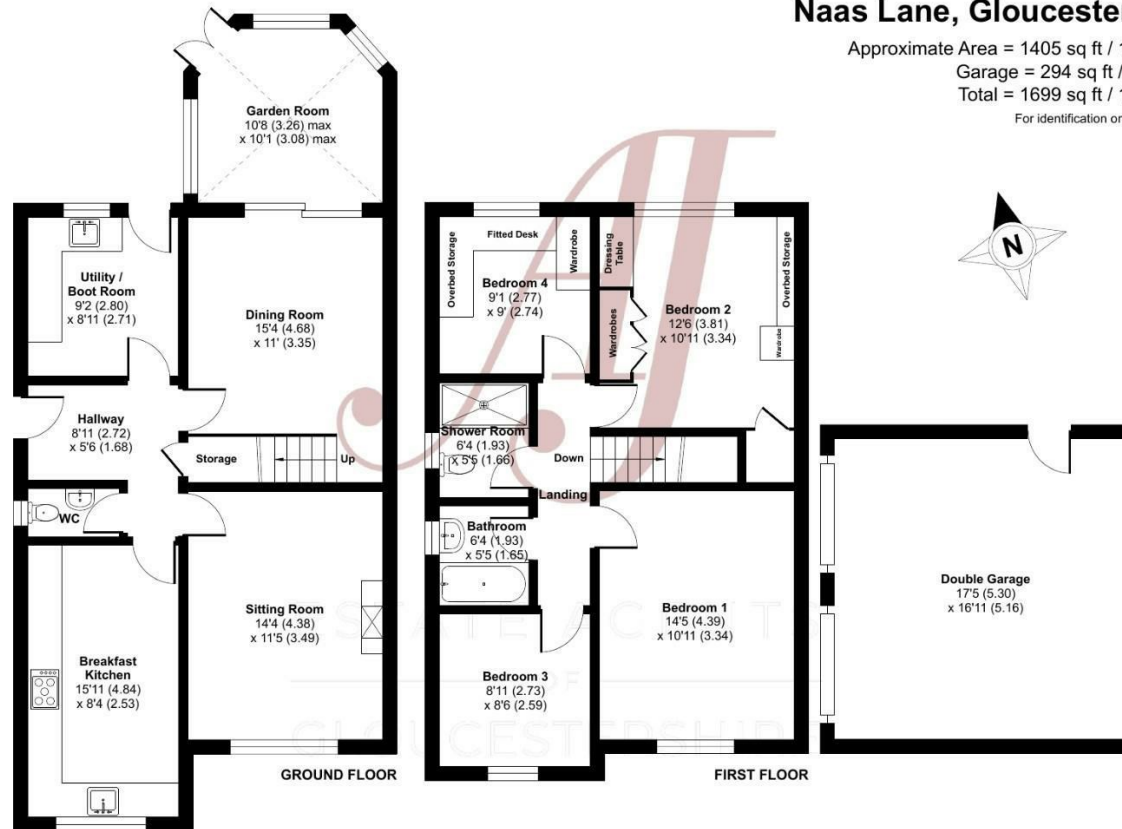 Naas Lane, Gloucester
Approximate Area = 1405 sq ft /
Garage = 294 sq ft /
Total = 1699 sq ft /
For identification
N
Garden Room
10'8 (3.26) max
x 10'1 (3.08) max
Utility /
Boot Room
9'2 (2.80)
x 8'11 (2.71)
Dining Room
15'4 (4.68)
x 11' (3.35)
Hallway
8'11 (2.72)
x 5'6 (1.68)
Storage
Up
WC
Sitting Room
14'4 (4.38)
x 11'5 (3.49)
Breakfast
Kitchen
15'11 (4.84)
x 8'4 (2.53)
GROUND FLOOR
Overbed Storage
Fitted Desk
Wardrobe
Bedroom 4
9'1 (2.77)
x 9' (2.74)
Dressing
Table
Wardrobes
Bedroom 2
12'6 (3.81)
x 10'11 (3.34)
Overbed Storage
Wardrobe
Shower Room
6'4 (1.93)
x 5'5 (1.66)
Down
Landing
Bathroom
6'4 (1.93)
x 5'5 (1.65)
Bedroom 1
14'5 (4.39)
x 10'11 (3.34)
Bedroom 3
8'11 (2.73)
x 8'6 (2.59)
FIRST FLOOR
Double Garage
17'5 (5.30)
x 16'11 (5.16)
AJ
ESTATE AGENTS
OF
GLOUCESTERSHIRE